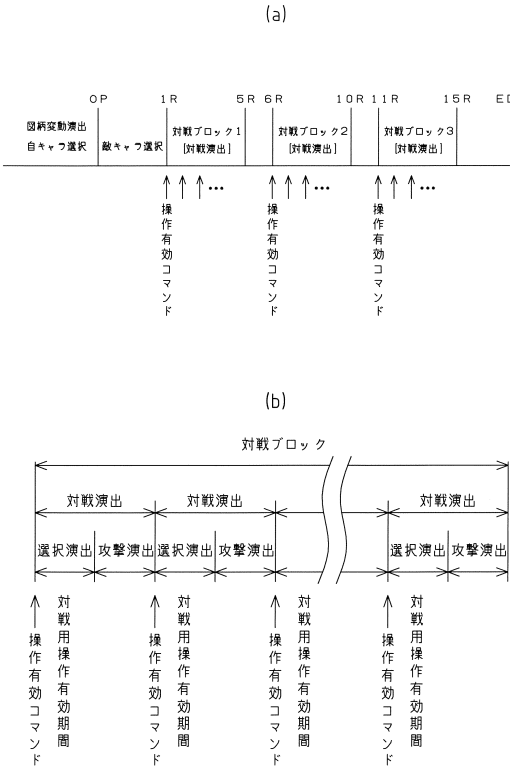 (a)
OP 1R 5R 6R 10R 11R 15R ED
図柄変動演出
自キャラ選択
敵キャラ選択
対戦ブロック1
[対戦演出]
対戦ブロック2
[対戦演出]
対戦ブロック3
[対戦演出]
操作有効コマンド
操作有効コマンド
操作有効コマンド
(b)
対戦ブロック
対戦演出 対戦演出 対戦演出
選択演出 攻撃演出 選択演出 攻撃演出 選択演出 攻撃演出
操作有効コマンド
対戦用操作有効期間
操作有効コマンド
対戦用操作有効期間
操作有効コマンド
対戦用操作有効期間
操作有効コマンド
対戦用操作有効期間